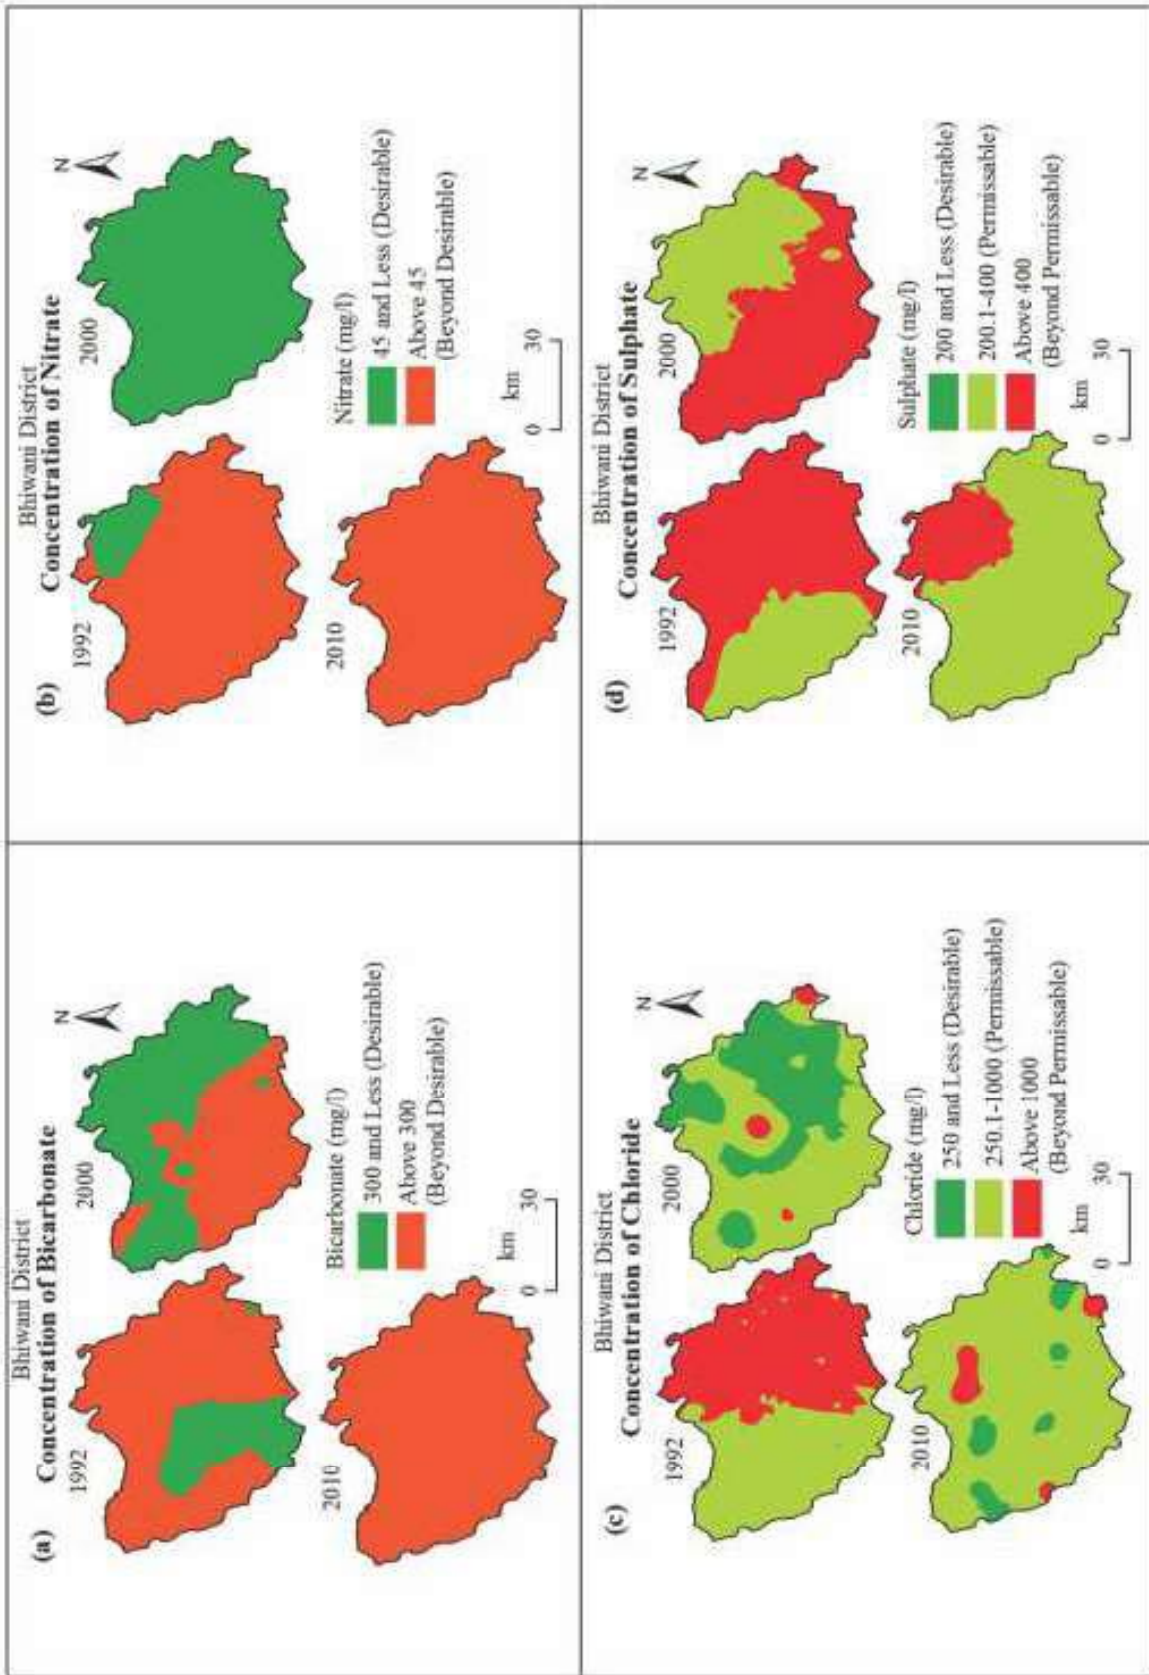 Bhiwani District
(a) Concentration of Bicarbonate
1992
2000
N
2010
Bicarbonate (mg/l)
300 and Less (Desirable)
Above 300
(Beyond Desirable)
km
0 30
Bhiwani District
(b) Concentration of Nitrate
1992
2000
N
2010
Nitrate (mg/l)
45 and Less (Desirable)
Above 45
(Beyond Desirable)
km
0 30
Bhiwani District
(c) Concentration of Chloride
1992
2000
N
2010
Chloride (mg/l)
250 and Less (Desirable)
250.1-1000 (Permissable)
Above 1000
(Beyond Permissable)
km
0 30
Bhiwani District
(d) Concentration of Sulphate
1992
2000
N
2010
Sulphate (mg/l)
200 and Less (Desirable)
200.1-400 (Permissable)
Above 400
(Beyond Permissable)
km
0 30